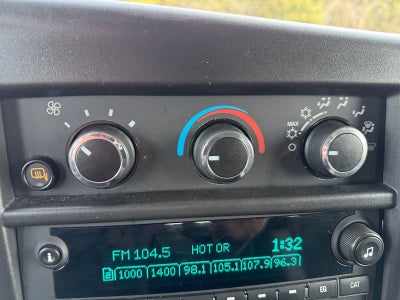 MAX
FM 104.5 HOT OR 1:32
1000 1400 98.1 105.1 107.9 96.3
EQ CAT